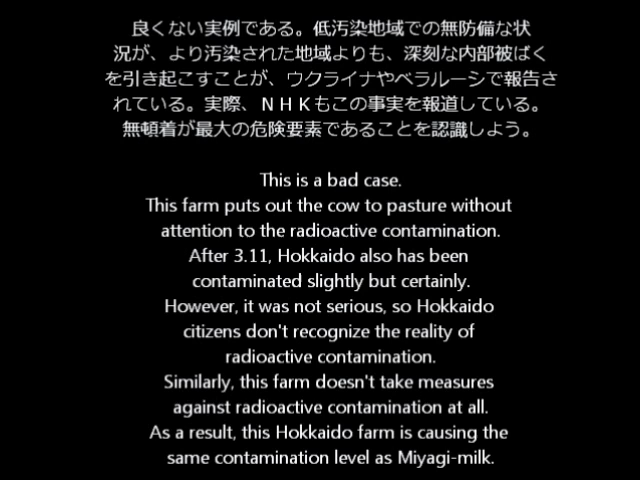 良くない実例である。低汚染地域での無防備な状
況が、より汚染された地域よりも、深刻な内部被ばく
を引き起こすことが、ウクライナやベラルーシで報告さ
れている。実際、ＮＨＫもこの事実を報道している。
無頓着が最大の危険要素であることを認識しよう。
This is a bad case.
This farm puts out the cow to pasture without
attention to the radioactive contamination.
After 3.11, Hokkaido also has been
contaminated slightly but certainly.
However, it was not serious, so Hokkaido
citizens don't recognize the reality of
radioactive contamination.
Similarly, this farm doesn't take measures
against radioactive contamination at all.
As a result, this Hokkaido farm is causing the
same contamination level as Miyagi-milk.